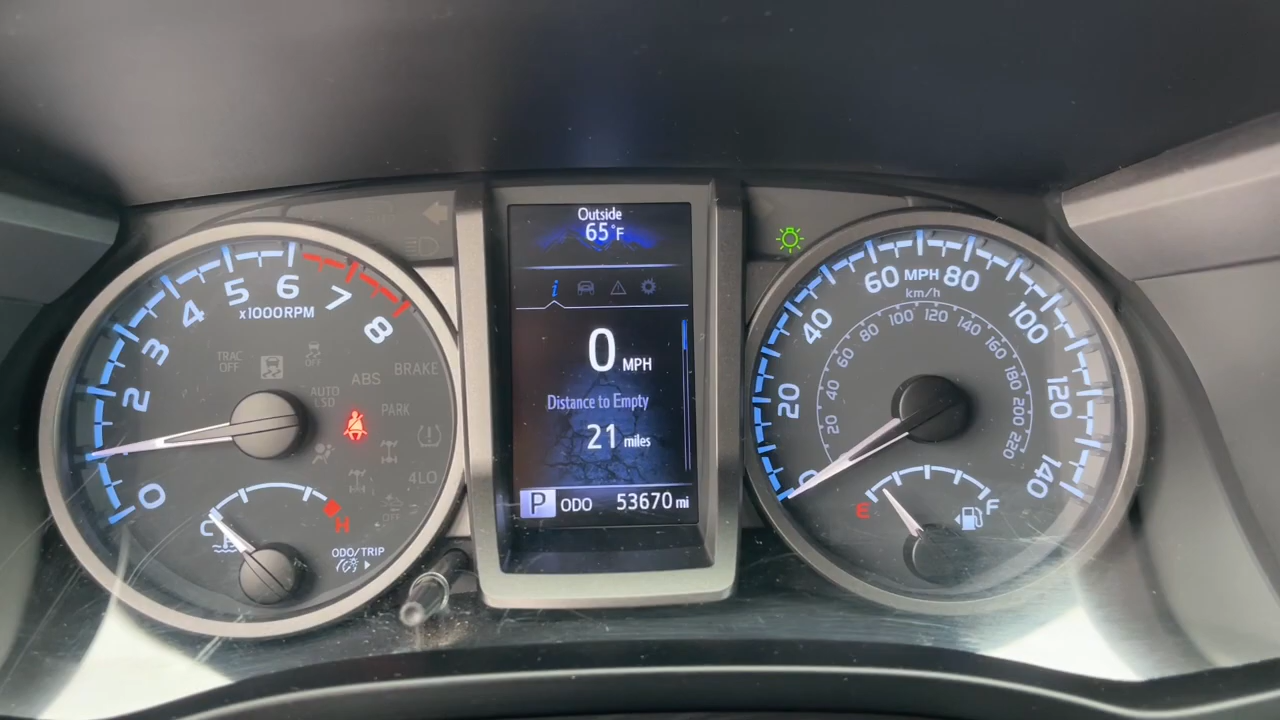 Outside
65°F
i
0 MPH
Distance to Empty
21 miles
P ODO 53670 mi
0
2
3
4
5
6
7
8
x1000RPM
TRAC
OFF
OFF
AUTO
LSD
ABS
BRAKE
PARK
4LO
OFF
C
H
ODO/TRIP
0
20
40
60 MPH 80
100
120
140
km/h
20
40
60
80
100
120
140
160
180
200
220
E
F